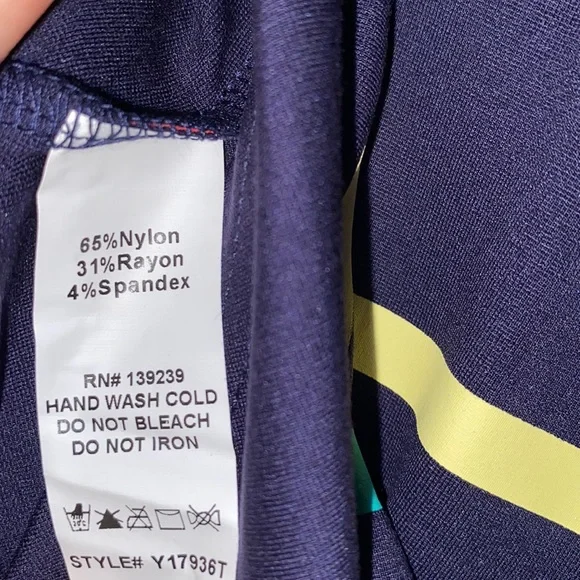 65%Nylon
31%Rayon
4%Spandex
RN# 139239
HAND WASH COLD
DO NOT BLEACH
DO NOT IRON
STYLE# Y17936T